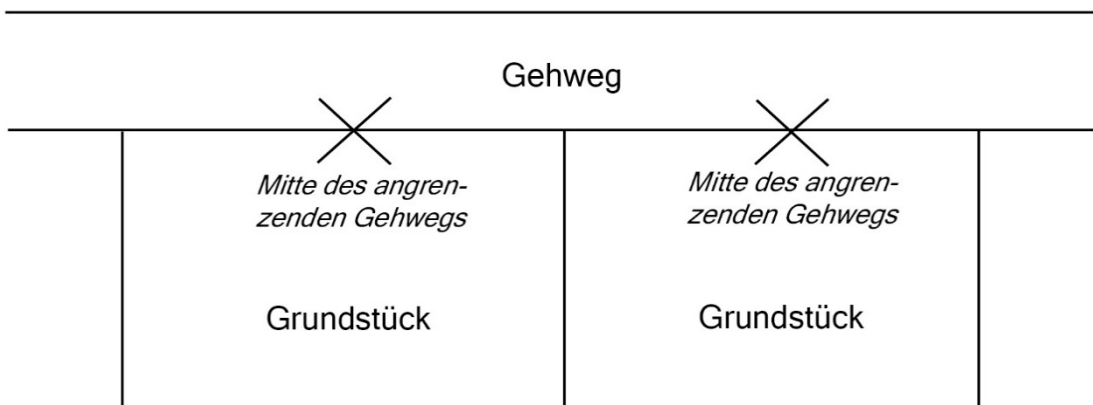 Gehweg
Mitte des angren-
zenden Gehwegs
Mitte des angren-
zenden Gehwegs
Grundstück
Grundstück